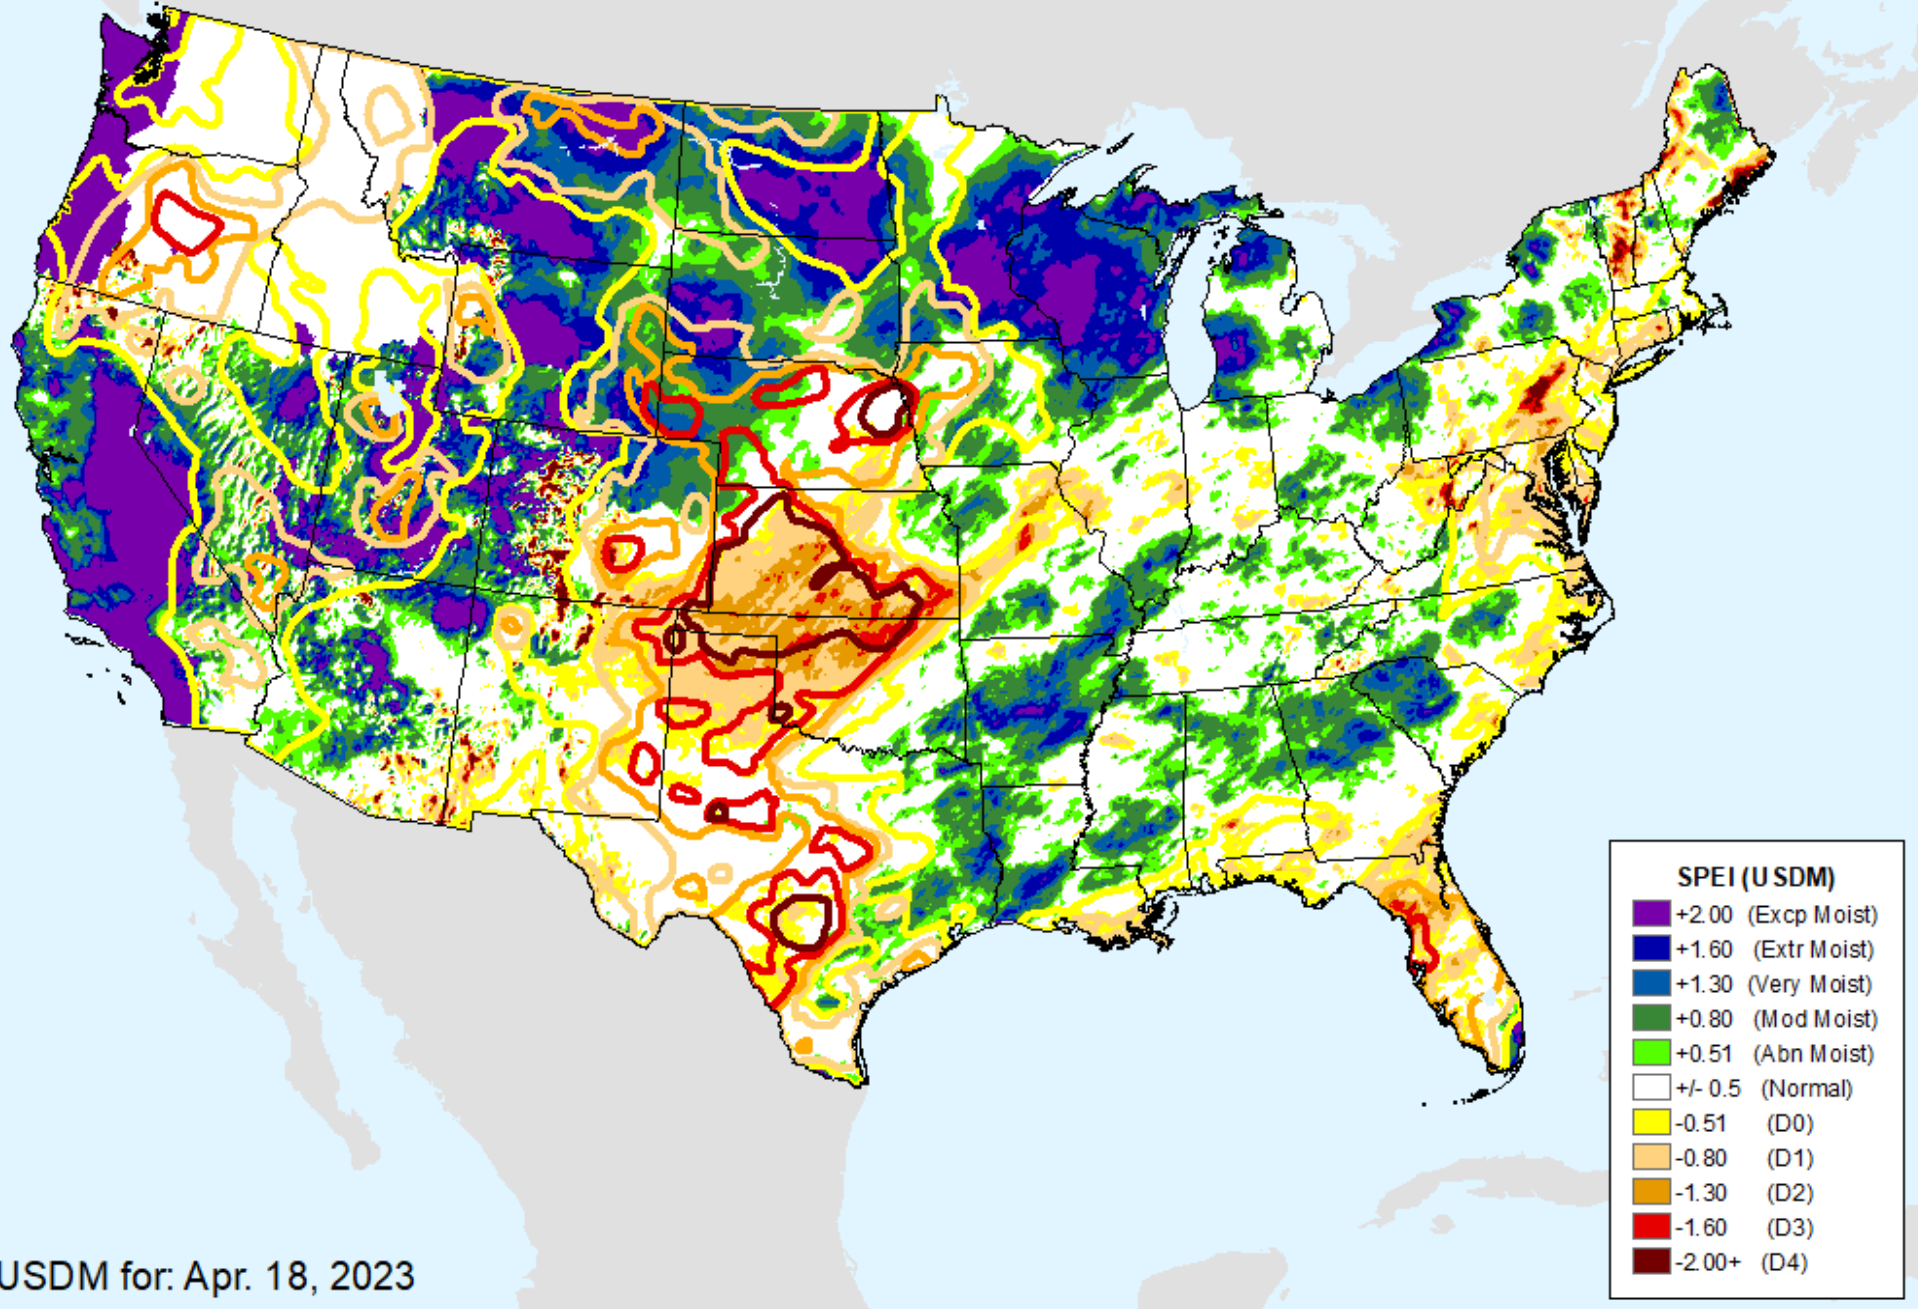 SPEI (USDM)
+2.00 (Excp Moist)
+1.60 (Extr Moist)
+1.30 (Very Moist)
+0.80 (Mod Moist)
+0.51 (Abn Moist)
+/- 0.5 (Normal)
-0.51 (D0)
-0.80 (D1)
-1.30 (D2)
-1.60 (D3)
-2.00+ (D4)
USDM for: Apr. 18, 2023